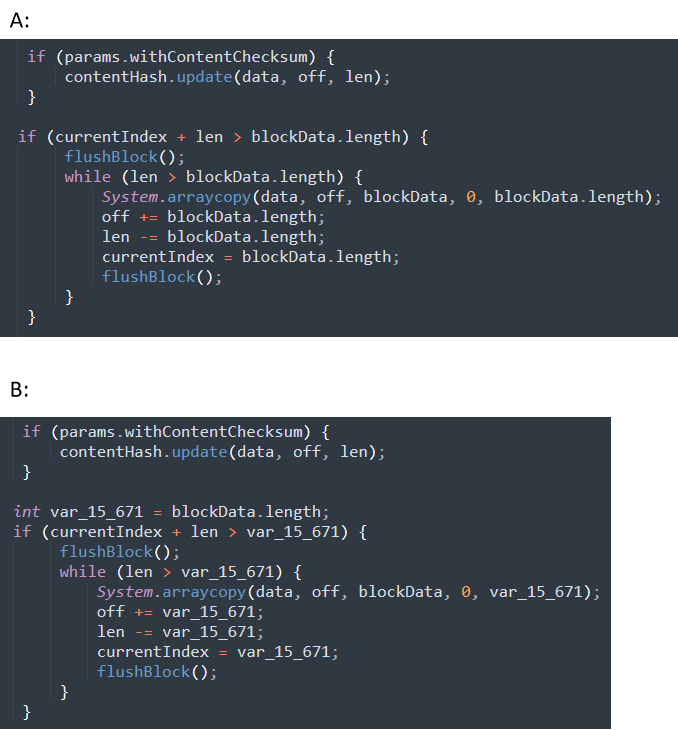 A:
if (params.withContentChecksum) {
contentHash.update(data, off, len);
}
if (currentIndex + len > blockData.length) {
flushBlock();
while (len > blockData.length) {
System.arraycopy(data, off, blockData, 0, blockData.length);
off += blockData.length;
len -= blockData.length;
currentIndex = blockData.length;
flushBlock();
}
}
B:
if (params.withContentChecksum) {
contentHash.update(data, off, len);
}
int var_15_671 = blockData.length;
if (currentIndex + len > var_15_671) {
flushBlock();
while (len > var_15_671) {
System.arraycopy(data, off, blockData, 0, var_15_671);
off += var_15_671;
len -= var_15_671;
currentIndex = var_15_671;
flushBlock();
}
}